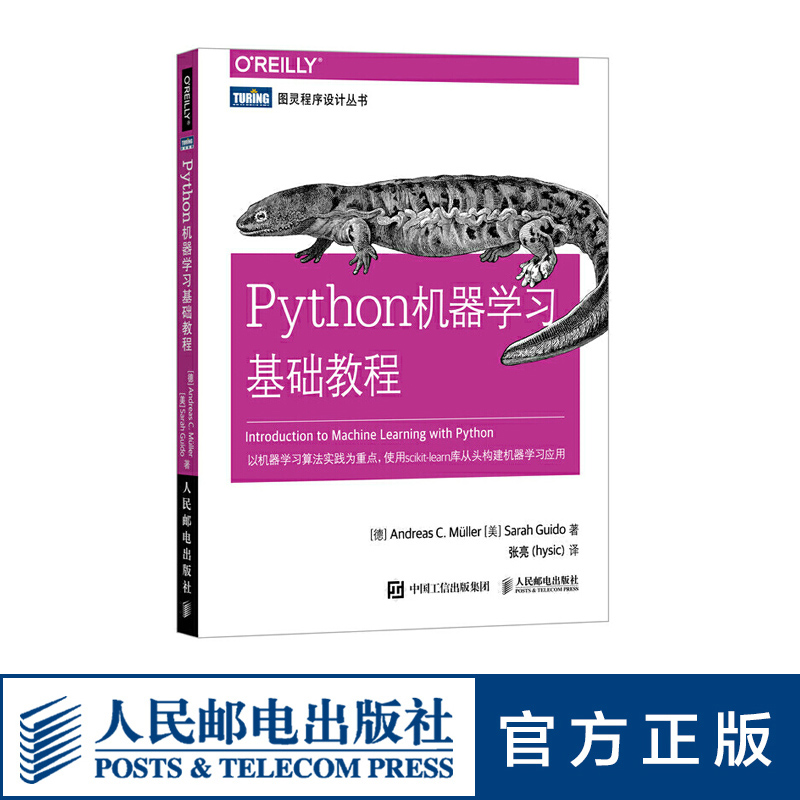 O'REILLY®
TURING 图灵程序设计丛书
Python机器学习
基础教程
Introduction to Machine Learning with Python
以机器学习算法实践为重点，使用scikit-learn库从头构建机器学习应用
[德] Andreas C. Müller [美] Sarah Guido 著
张亮 (hysic) 译
中国工信出版集团 人民邮电出版社
POSTS & TELECOM PRESS
O'REILLY®
TURING
Python机器学习基础教程
[德] Andreas C. Müller
[美] Sarah Guido 著
人民邮电出版社
人民邮电出版社
POSTS & TELECOM PRESS
官方正版